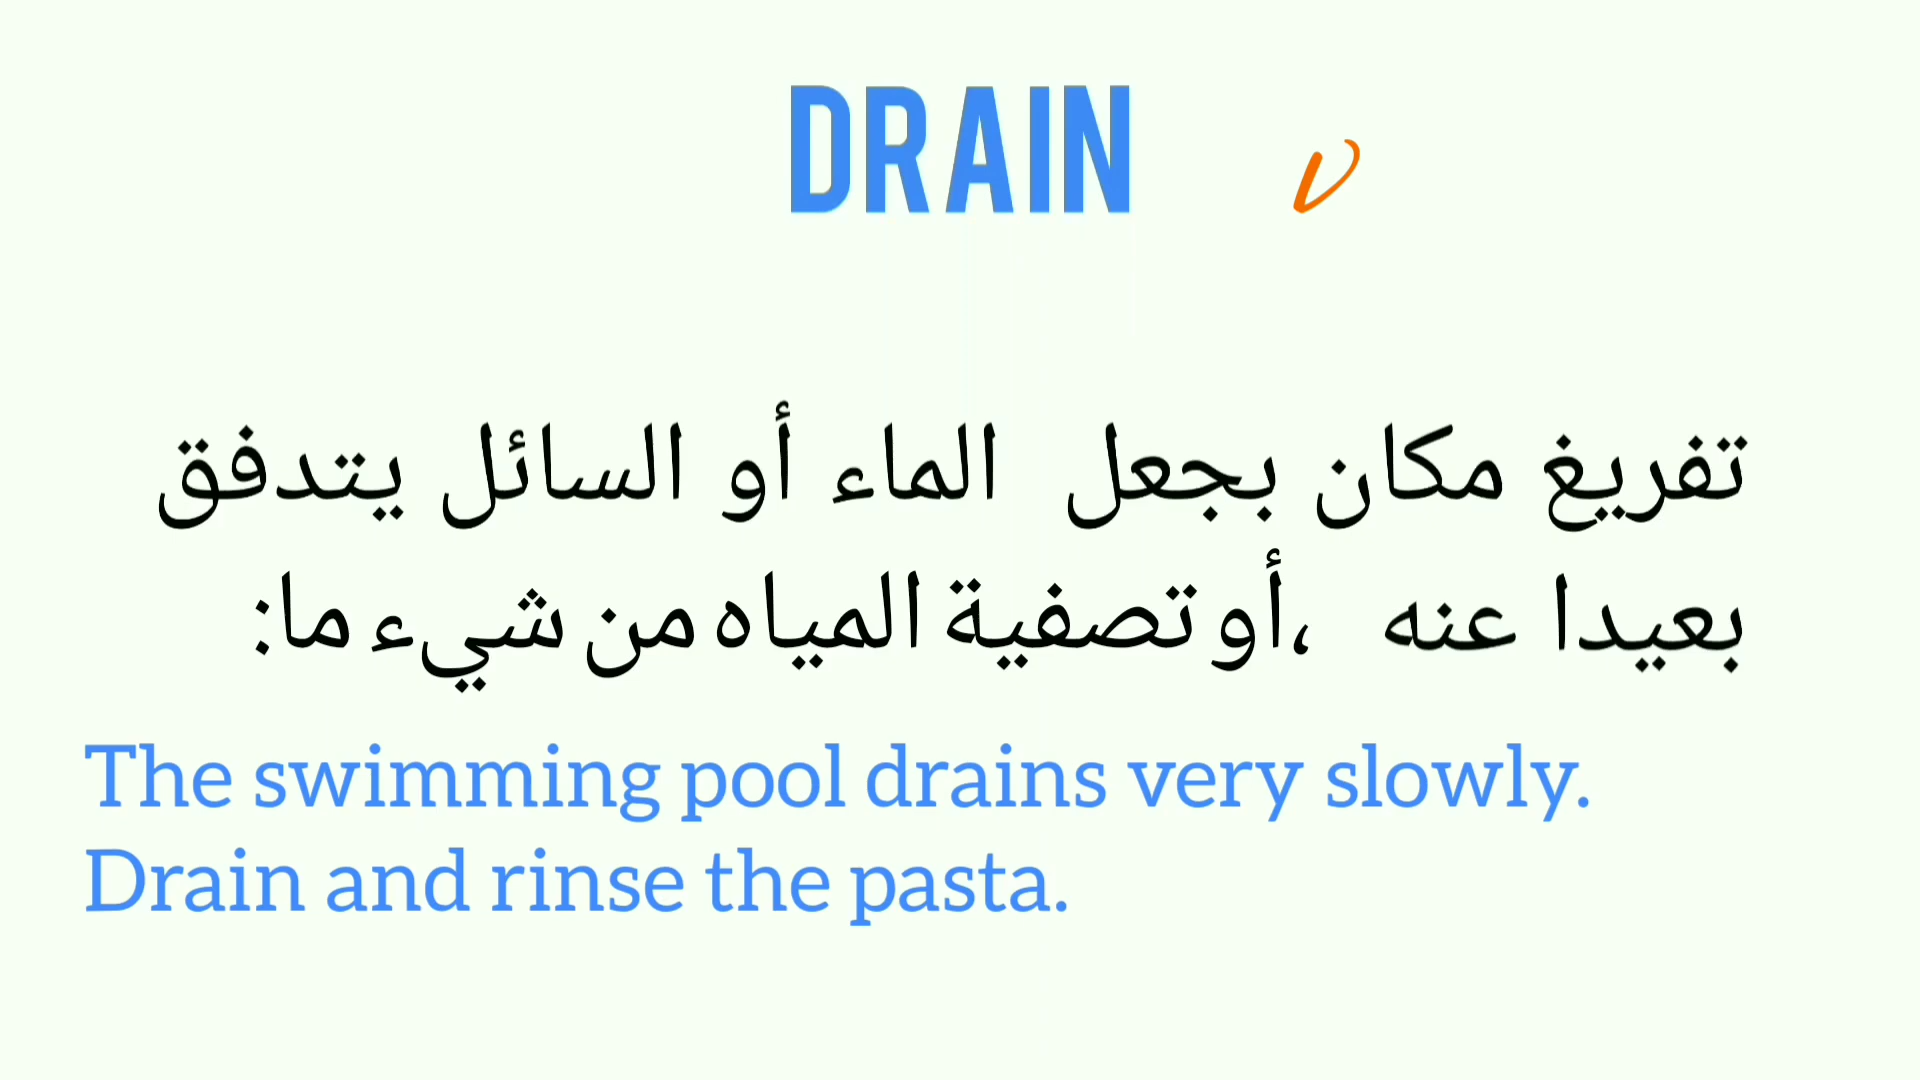 DRAIN v
تفريغ مكان بجعل الماء أو السائل يتدفق
بعيدا عنه ،أو تصفية المياه من شيء ما:
The swimming pool drains very slowly.
Drain and rinse the pasta.